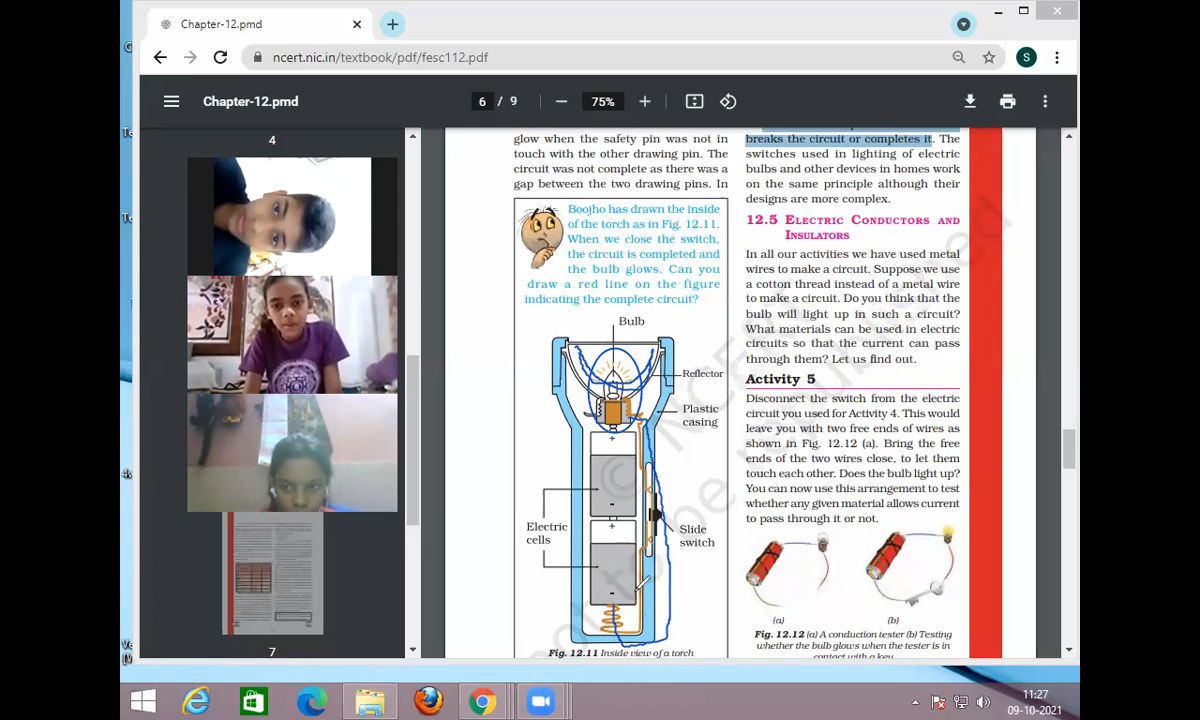 Chapter-12.pmd
ncert.nic.in/textbook/pdf/fesc112.pdf
S
Chapter-12.pmd
6 / 9
75%
4
7
glow when the safety pin was not in
touch with the other drawing pin. The
circuit was not complete as there was a
gap between the two drawing pins. In
Boojho has drawn the inside
of the torch as in Fig. 12.11.
When we close the switch,
the circuit is completed and
the bulb glows. Can you
draw a red line on the figure
indicating the complete circuit?
Bulb
Reflector
Plastic
casing
+
-
+
-
Electric
cells
Slide
switch
Fig. 12.11 Inside view of a torch
breaks the circuit or completes it. The
switches used in lighting of electric
bulbs and other devices in homes work
on the same principle although their
designs are more complex.
12.5 ELECTRIC CONDUCTORS AND
INSULATORS
In all our activities we have used metal
wires to make a circuit. Suppose we use
a cotton thread instead of a metal wire
to make a circuit. Do you think that the
bulb will light up in such a circuit?
What materials can be used in electric
circuits so that the current can pass
through them? Let us find out.
Activity 5
Disconnect the switch from the electric
circuit you used for Activity 4. This would
leave you with two free ends of wires as
shown in Fig. 12.12 (a). Bring the free
ends of the two wires close, to let them
touch each other. Does the bulb light up?
You can now use this arrangement to test
whether any given material allows current
to pass through it or not.
(a)
(b)
Fig. 12.12 (a) A conduction tester (b) Testing
whether the bulb glows when the tester is in
contact with a key
© NCERT
not to be republished
11:27
09-10-2021